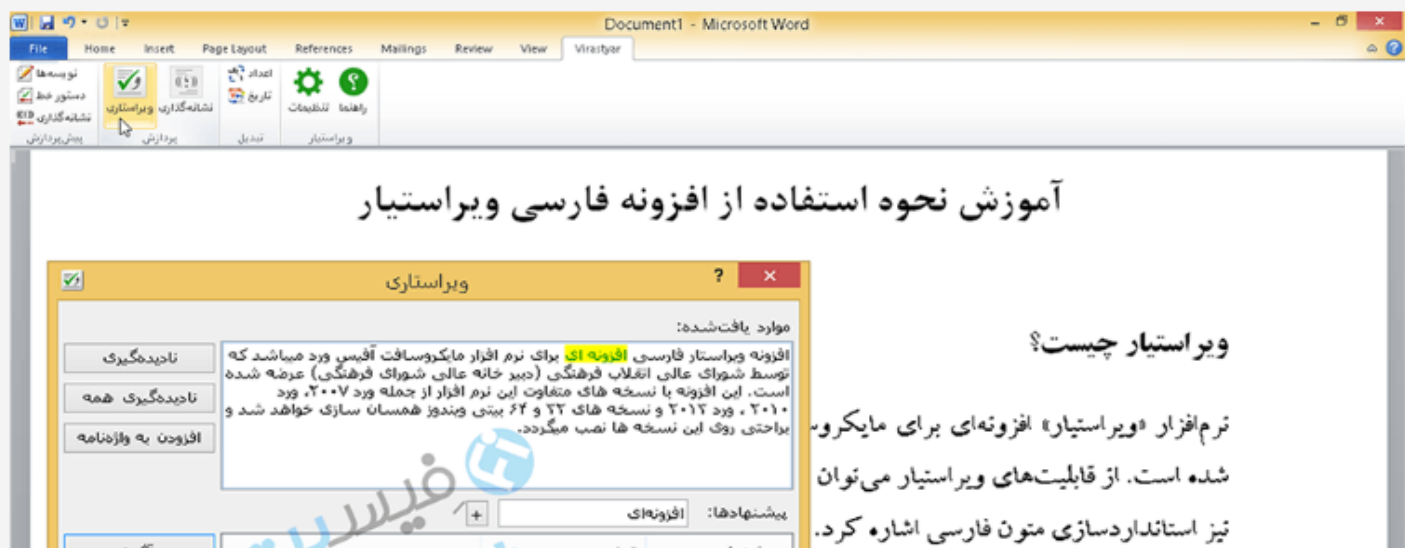 Document1 - Microsoft Word
File Home Insert Page Layout References Mailings Review View Virastyar
نویسه‌ها
دستور خط
نشانه‌گذاری
پیش‌پردازش
ویراستاری
نشانه‌گذاری
پردازش
اعداد
تاریخ
تبدیل
تنظیمات
راهنما
ویراستیار
آموزش نحوه استفاده از افزونه فارسی ویراستیار
ویراستاری
موارد یافت‌شده:
افزونه ویراستار فارسی افزونه ای برای نرم افزار مایکروسافت آفیس ورد میباشد که
توسط شورای عالی انقلاب فرهنگی (دبیر خانه عالی شورای فرهنگی) عرضه شده
است. این افزونه با نسخه های متفاوت این نرم افزار از جمله ورد ۲۰۰۷، ورد
۲۰۱۰ ، ورد ۲۰۱۳ و نسخه های ۳۲ و ۶۴ بیتی ویندوز همسان سازی خواهد شد و
براحتی روی این نسخه ها نصب میگردد.
نادیده‌گیری
نادیده‌گیری همه
افزودن به واژه‌نامه
پیشنهادها: افزونه‌ای
ویراستیار چیست؟
نرم‌افزار «ویراستیار» افزونه‌ای برای
شده است. از قابلیت‌های ویراستیار می‌توان
نیز استانداردسازی متون فارسی اشاره کرد.